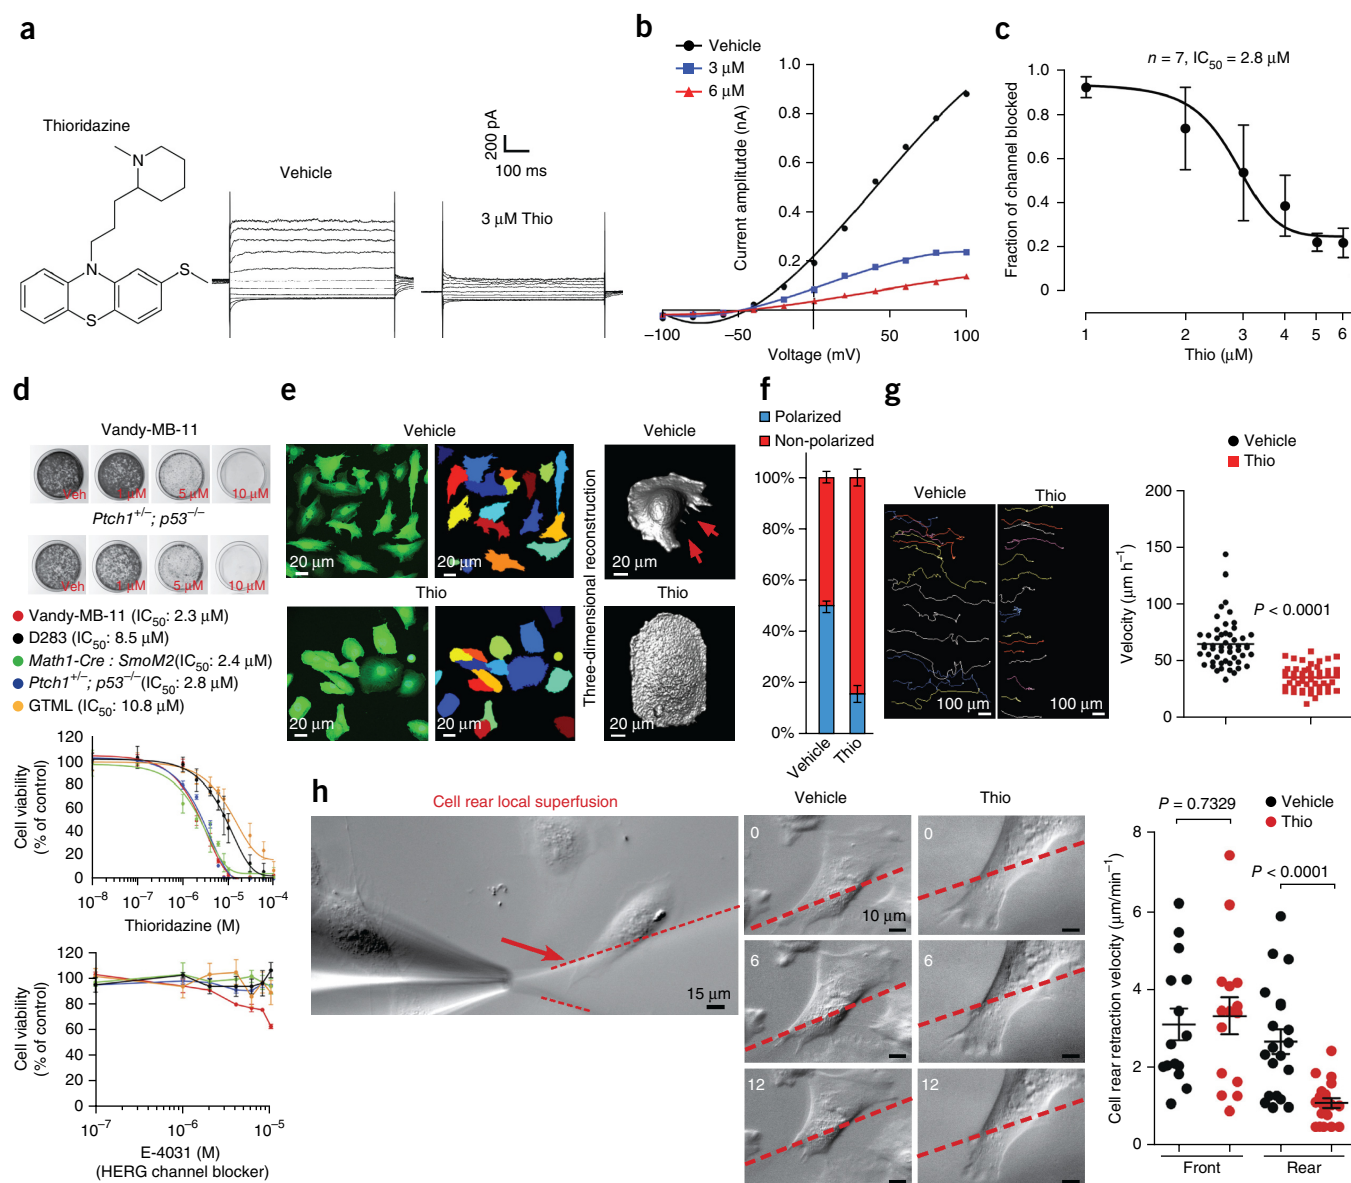 a
Thioridazine
N
N
S
S
Vehicle
200 pA
100 ms
3 µM Thio
b
Vehicle
3 µM
6 µM
Current amplitutde (nA)
1.0
0.8
0.6
0.4
0.2
–100
–50
50
100
Voltage (mV)
c
n = 7, IC50 = 2.8 µM
Fraction of channel blocked
1.0
0.8
0.6
0.4
0.2
0
1
2
3
4
5
6
Thio (µM)
d
Vandy-MB-11
Veh
1 µM
5 µM
10 µM
Ptch1+/–; p53–/–
Veh
1 µM
5 µM
10 µM
Vandy-MB-11 (IC50: 2.3 µM)
D283 (IC50: 8.5 µM)
Math1-Cre : SmoM2(IC50: 2.4 µM)
Ptch1+/–; p53–/–(IC50: 2.8 µM)
GTML (IC50: 10.8 µM)
Cell viability
(% of control)
120
100
80
60
40
20
0
10–8
10–7
10–6
10–5
10–4
Thioridazine (M)
Cell viability
(% of control)
120
100
80
60
40
20
0
10–7
10–6
10–5
E-4031 (M)
(HERG channel blocker)
e
Vehicle
20 µm
20 µm
Thio
20 µm
20 µm
Three-dimensional reconstruction
Vehicle
20 µm
Thio
20 µm
f
Polarized
Non-polarized
100%
80%
60%
40%
20%
0%
Vehicle
Thio
g
Vehicle
Thio
100 µm
100 µm
Vehicle
Thio
Velocity (µm h–1)
200
150
100
50
0
P < 0.0001
h
Cell rear local superfusion
15 µm
Vehicle
Thio
0
10 µm
0
6
6
12
12
Vehicle
Thio
P = 0.7329
P < 0.0001
Cell rear retraction velocity (µm/min–1)
8
6
4
2
0
Front
Rear